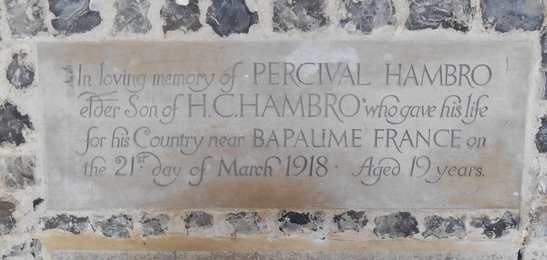 In loving memory of PERCIVAL HAMBRO
elder Son of H.C.HAMBRO who gave his life
for his Country near BAPAUME FRANCE on
the 21st day of March 1918. Aged 19 years.